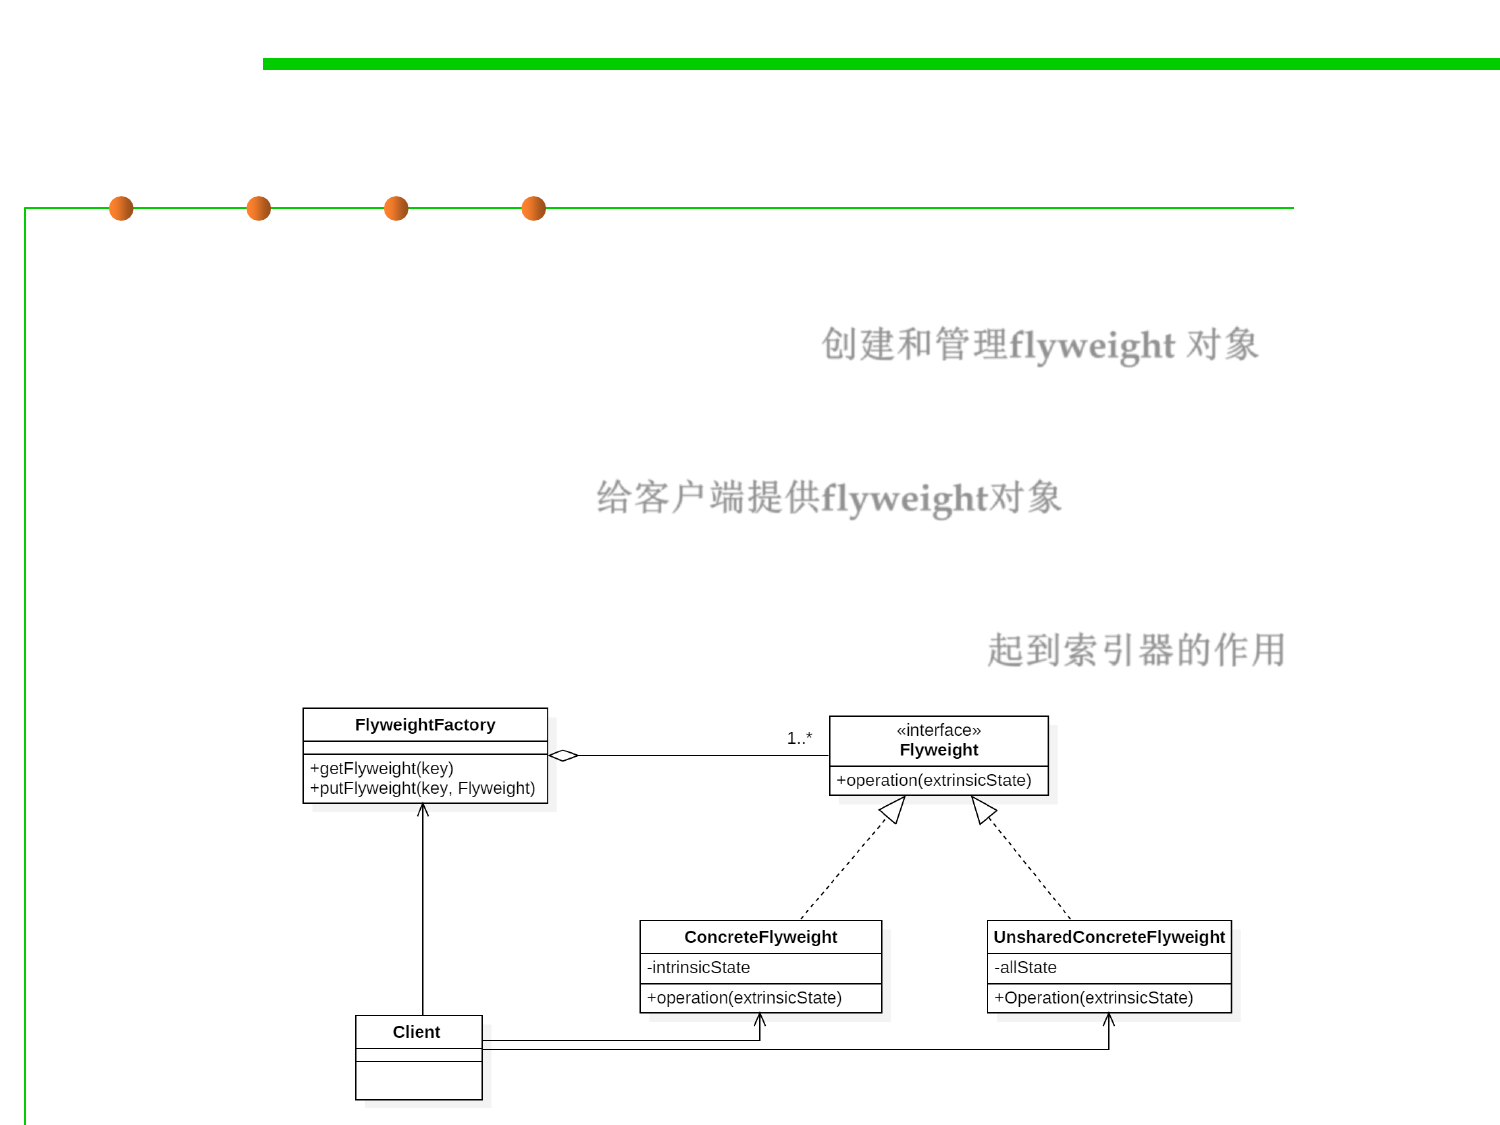 创建和管理flyweight 对象
给客户端提供flyweight对象
起到索引器的作用
FlyweightFactory
+getFlyweight(key)
+putFlyweight(key, Flyweight)
1..*
«interface»
Flyweight
+operation(extrinsicState)
ConcreteFlyweight
-intrinsicState
+operation(extrinsicState)
UnsharedConcreteFlyweight
-allState
+Operation(extrinsicState)
Client